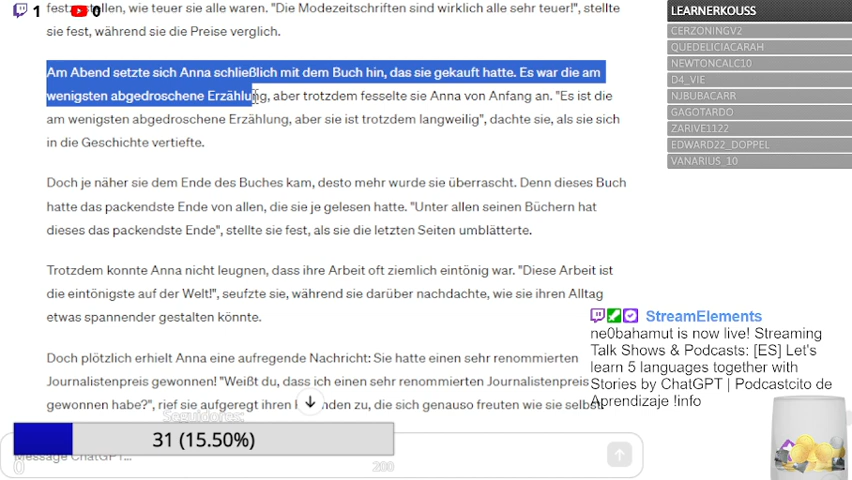 1 0
festzustellen, wie teuer sie alle waren. "Die Modezeitschriften sind wirklich alle sehr teuer!", stellte
sie fest, während sie die Preise verglich.
Am Abend setzte sich Anna schließlich mit dem Buch hin, das sie gekauft hatte. Es war die am
wenigsten abgedroschene Erzählung, aber trotzdem fesselte sie Anna von Anfang an. "Es ist die
am wenigsten abgedroschene Erzählung, aber sie ist trotzdem langweilig", dachte sie, als sie sich
in die Geschichte vertiefte.
Doch je näher sie dem Ende des Buches kam, desto mehr wurde sie überrascht. Denn dieses Buch
hatte das packendste Ende von allen, die sie je gelesen hatte. "Unter allen seinen Büchern hat
dieses das packendste Ende", stellte sie fest, als sie die letzten Seiten umblätterte.
Trotzdem konnte Anna nicht leugnen, dass ihre Arbeit oft ziemlich eintönig war. "Diese Arbeit ist
die eintönigste auf der Welt!", seufzte sie, während sie darüber nachdachte, wie sie ihren Alltag
etwas spannender gestalten könnte.
Doch plötzlich erhielt Anna eine aufregende Nachricht: Sie hatte einen sehr renommierten
Journalistenpreis gewonnen! "Weißt du, dass ich einen sehr renommierten Journalistenpreis
gewonnen habe?", rief sie aufgeregt ihren zu, die sich genauso freuten wie sie selbst
Seguidores:
31 (15.50%)
Message ChatGPT...
0 200
LEARNERKOUSS
CERZONINGV2
QUEDELICIACARAH
NEWTONCALC10
D4_VIE
NJBUBACARR
GAGOTARDO
ZARIVE1122
EDWARD22_DOPPEL
VANARIUS_10
StreamElements
ne0bahamut is now live! Streaming
Talk Shows & Podcasts: [ES] Let's
learn 5 languages together with
Stories by ChatGPT | Podcastcito de
Aprendizaje !info